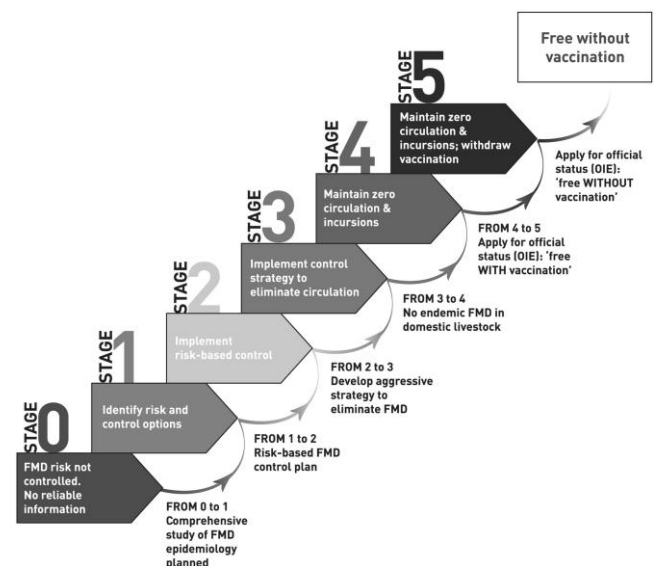 Free without
vaccination
STAGE 5
Maintain zero
circulation &
incursions; withdraw
vaccination
Apply for official
status (OIE):
‘free WITHOUT
vaccination’
STAGE 4
Maintain zero
circulation &
incursions
FROM 4 to 5
Apply for official
status (OIE): ‘free
WITH vaccination’
STAGE 3
Implement control
strategy to
eliminate circulation
FROM 3 to 4
No endemic FMD in
domestic livestock
STAGE 2
Implement
risk-based control
FROM 2 to 3
Develop aggressive
strategy to
eliminate FMD
STAGE 1
Identify risk and
control options
FROM 1 to 2
Risk-based FMD
control plan
STAGE 0
FMD risk not
controlled.
No reliable
information
FROM 0 to 1
Comprehensive
study of FMD
epidemiology
planned